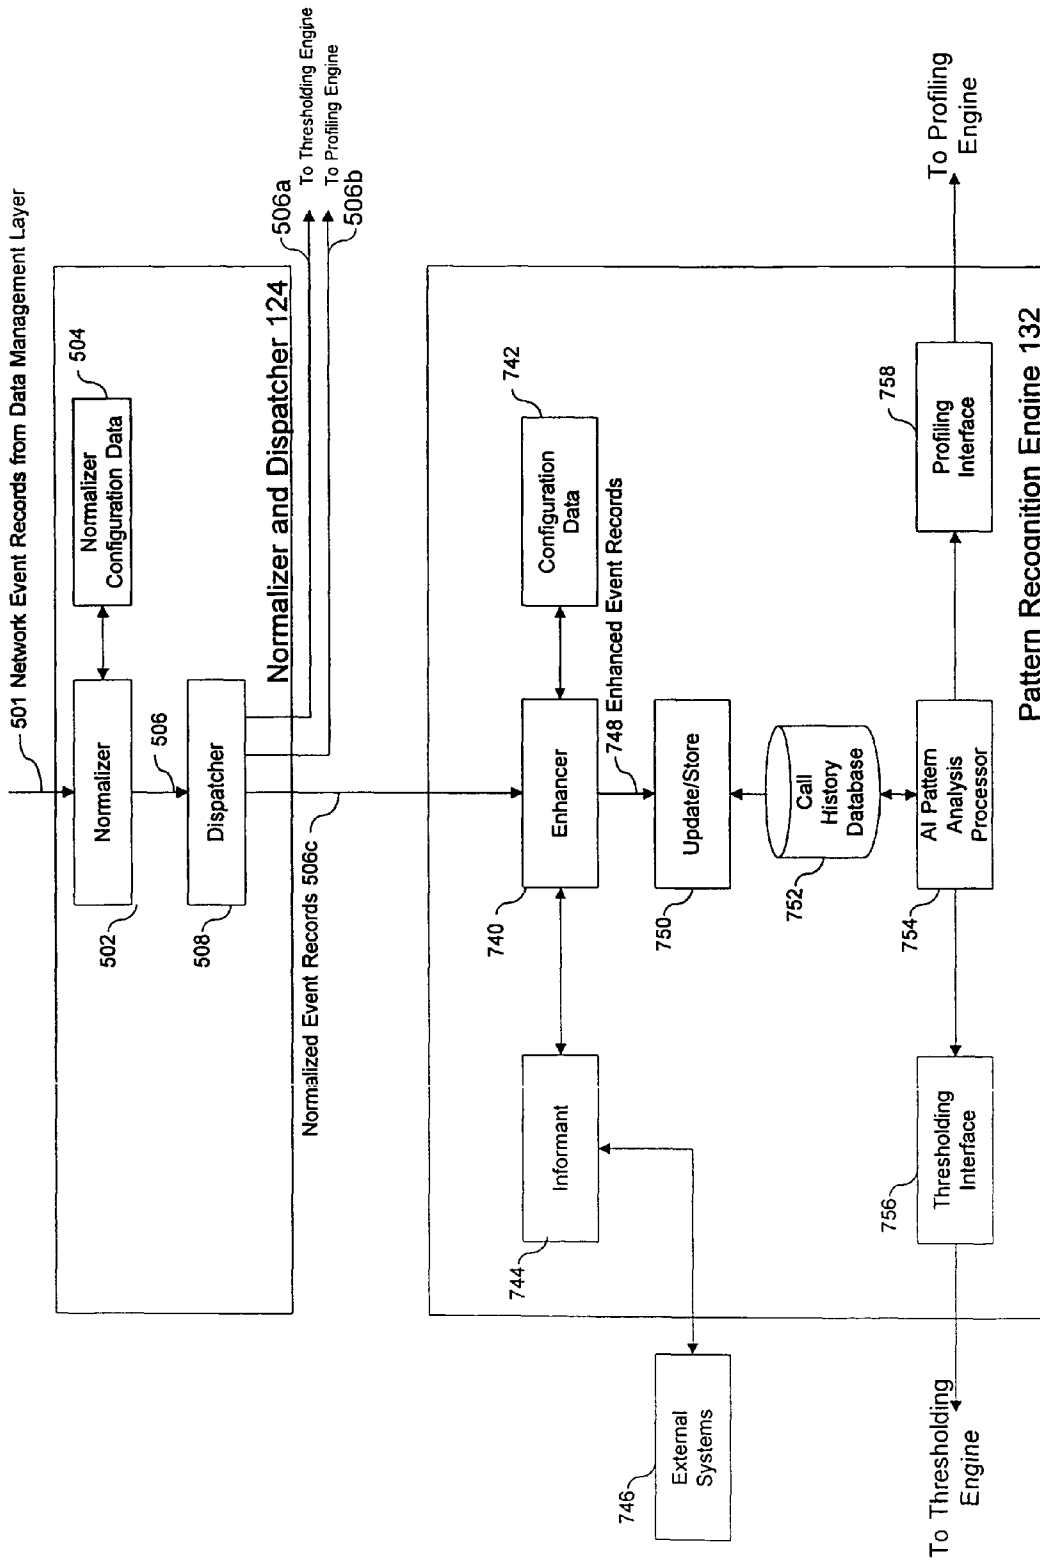 501 Network Event Records from Data Management Layer
Normalizer
502
Normalizer
Configuration Data
504
506
Dispatcher
508
Normalizer and Dispatcher 124
506a
To Thresholding Engine
To Profiling Engine
506b
Normalized Event Records 506c
Informant
744
Enhancer
740
Configuration
Data
742
External
Systems
746
748 Enhanced Event Records
Update/Store
750
Call
History
Database
752
Thresholding
Interface
756
AI Pattern
Analysis
Processor
754
Profiling
Interface
758
To Thresholding
Engine
To Profiling
Engine
Pattern Recognition Engine 132